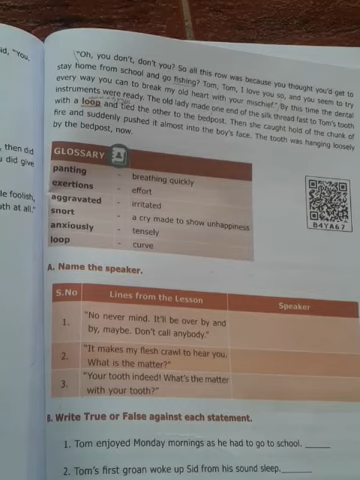 id, "You,
, then did
u did give
le foolish,
oth at all."
"Oh, you don't, don't you? So all this row was because you thought you'd get to
stay home from school and go fishing? Tom, Tom, I love you so, and you seem to try
every way you can to break my old heart with your mischief." By this time the dental
instruments were ready. The old lady made one end of the silk thread fast to Tom's tooth
with a loop and tied the other to the bedpost. Then she caught hold of the chunk of
fire and suddenly pushed it almost into the boy's face. The tooth was hanging loosely
by the bedpost, now.
GLOSSARY
panting - breathing quickly
exertions - effort
aggravated - irritated
snort - a cry made to show unhappiness
anxiously - tensely
loop - curve
B4YA67
A. Name the speaker.
S.No Lines from the Lesson Speaker
1. "No never mind. It'll be over by and
by, maybe. Don't call anybody."
2. "It makes my flesh crawl to hear you.
What is the matter?"
3. "Your tooth indeed! What's the matter
with your tooth?"
B. Write True or False against each statement.
1. Tom enjoyed Monday mornings as he had to go to school. _____
2. Tom's first groan woke up Sid from his sound sleep. _____